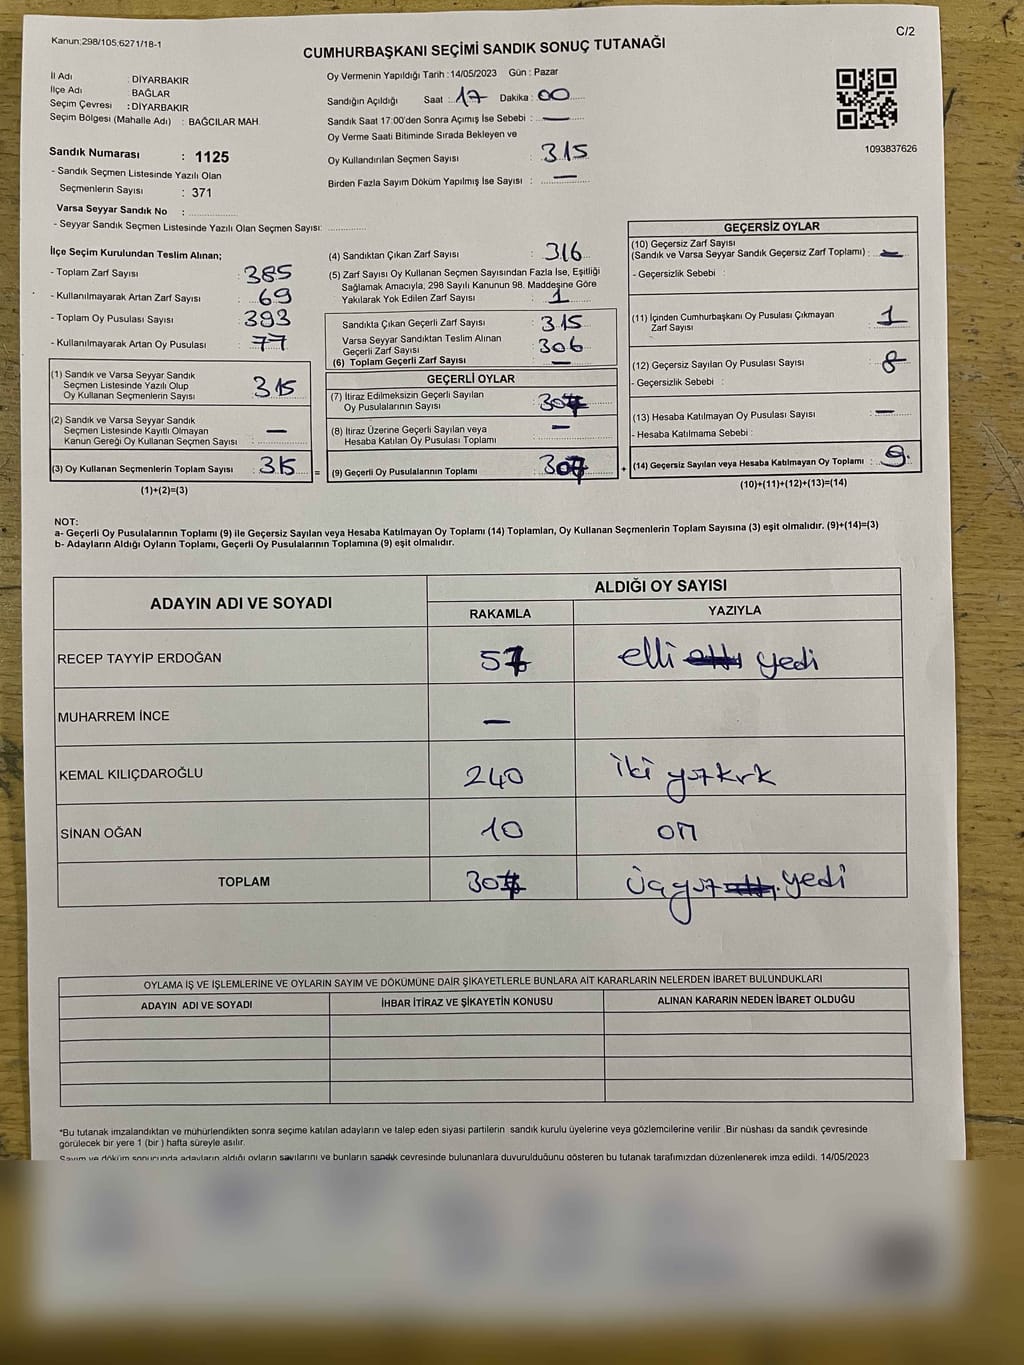 Kanun:298/105,6271/18-1
C/2
CUMHURBAŞKANI SEÇİMİ SANDIK SONUÇ TUTANAĞI
İl Adı : DİYARBAKIR
İlçe Adı : BAĞLAR
Seçim Çevresi : DİYARBAKIR
Seçim Bölgesi (Mahalle Adı) : BAĞCILAR MAH.
Sandık Numarası : 1125
- Sandık Seçmen Listesinde Yazılı Olan
Seçmenlerin Sayısı : 371
Varsa Seyyar Sandık No :
- Seyyar Sandık Seçmen Listesinde Yazılı Olan Seçmen Sayısı:
Oy Vermenin Yapıldığı Tarih : 14/05/2023 Gün : Pazar
Sandığın Açıldığı Saat : 17 Dakika : 00
Sandık Saat 17:00'den Sonra Açımış İse Sebebi : —
Oy Verme Saati Bitiminde Sırada Bekleyen ve
Oy Kullandırılan Seçmen Sayısı : 315
Birden Fazla Sayım Döküm Yapılmış İse Sayısı : —
1093837626
İlçe Seçim Kurulundan Teslim Alınan;
- Toplam Zarf Sayısı : 385
- Kullanılmayarak Artan Zarf Sayısı : 69
- Toplam Oy Pusulası Sayısı : 393
- Kullanılmayarak Artan Oy Pusulası : 77
(1) Sandık ve Varsa Seyyar Sandık
Seçmen Listesinde Yazılı Olup
Oy Kullanan Seçmenlerin Sayısı : 315
(2) Sandık ve Varsa Seyyar Sandık
Seçmen Listesinde Kayıtlı Olmayan
Kanun Gereği Oy Kullanan Seçmen Sayısı : —
(3) Oy Kullanan Seçmenlerin Toplam Sayısı : 315 =
(1)+(2)=(3)
(4) Sandıktan Çıkan Zarf Sayısı : 316
(5) Zarf Sayısı Oy Kullanan Seçmen Sayısından Fazla İse, Eşitliği
Sağlamak Amacıyla, 298 Sayılı Kanunun 98. Maddesine Göre
Yakılarak Yok Edilen Zarf Sayısı : 1
Sandıkta Çıkan Geçerli Zarf Sayısı : 315
Varsa Seyyar Sandıktan Teslim Alınan
Geçerli Zarf Sayısı : 306
(6) Toplam Geçerli Zarf Sayısı : —
GEÇERLİ OYLAR
(7) İtiraz Edilmeksizin Geçerli Sayılan
Oy Pusulalarının Sayısı : 307
(8) İtiraz Üzerine Geçerli Sayılan veya
Hesaba Katılan Oy Pusulası Toplamı : —
(9) Geçerli Oy Pusulalarının Toplamı : 307 +
GEÇERSİZ OYLAR
(10) Geçersiz Zarf Sayısı
(Sandık ve Varsa Seyyar Sandık Geçersiz Zarf Toplamı) : —
- Geçersizlik Sebebi :
(11) İçinden Cumhurbaşkanı Oy Pusulası Çıkmayan
Zarf Sayısı : 1
(12) Geçersiz Sayılan Oy Pusulası Sayısı : 8
- Geçersizlik Sebebi :
(13) Hesaba Katılmayan Oy Pusulası Sayısı : —
- Hesaba Katılmama Sebebi :
(14) Geçersiz Sayılan veya Hesaba Katılmayan Oy Toplamı : 9.
(10)+(11)+(12)+(13)=(14)
NOT:
a- Geçerli Oy Pusulalarının Toplamı (9) ile Geçersiz Sayılan veya Hesaba Katılmayan Oy Toplamı (14) Toplamları, Oy Kullanan Seçmenlerin Toplam Sayısına (3) eşit olmalıdır. (9)+(14)=(3)
b- Adayların Aldığı Oyların Toplamı, Geçerli Oy Pusulalarının Toplamına (9) eşit olmalıdır.
ADAYIN ADI VE SOYADI
ALDIĞI OY SAYISI
RAKAMLA YAZIYLA
RECEP TAYYİP ERDOĞAN 57 elli yedi
MUHARREM İNCE —
KEMAL KILIÇDAROĞLU 240 iki yüz kırk
SİNAN OĞAN 10 on
TOPLAM 307 üç yüz yedi
OYLAMA İŞ VE İŞLEMLERİNE VE OYLARIN SAYIM VE DÖKÜMÜNE DAİR ŞİKAYETLERLE BUNLARA AİT KARARLARIN NELERDEN İBARET BULUNDUKLARI
ADAYIN ADI VE SOYADI İHBAR İTİRAZ VE ŞİKAYETİN KONUSU ALINAN KARARIN NEDEN İBARET OLDUĞU
*Bu tutanak imzalandıktan ve mühürlendikten sonra seçime katılan adayların ve talep eden siyasi partilerin sandık kurulu üyelerine veya gözlemcilerine verilir .Bir nüshası da sandık çevresinde
görülecek bir yere 1 (bir ) hafta süreyle asılır.
Sayım ve döküm sonucunda adayların aldığı oyların sayılarını ve bunların sandık çevresinde bulunanlara duyurulduğunu gösteren bu tutanak tarafımızdan düzenlenerek imza edildi. 14/05/2023